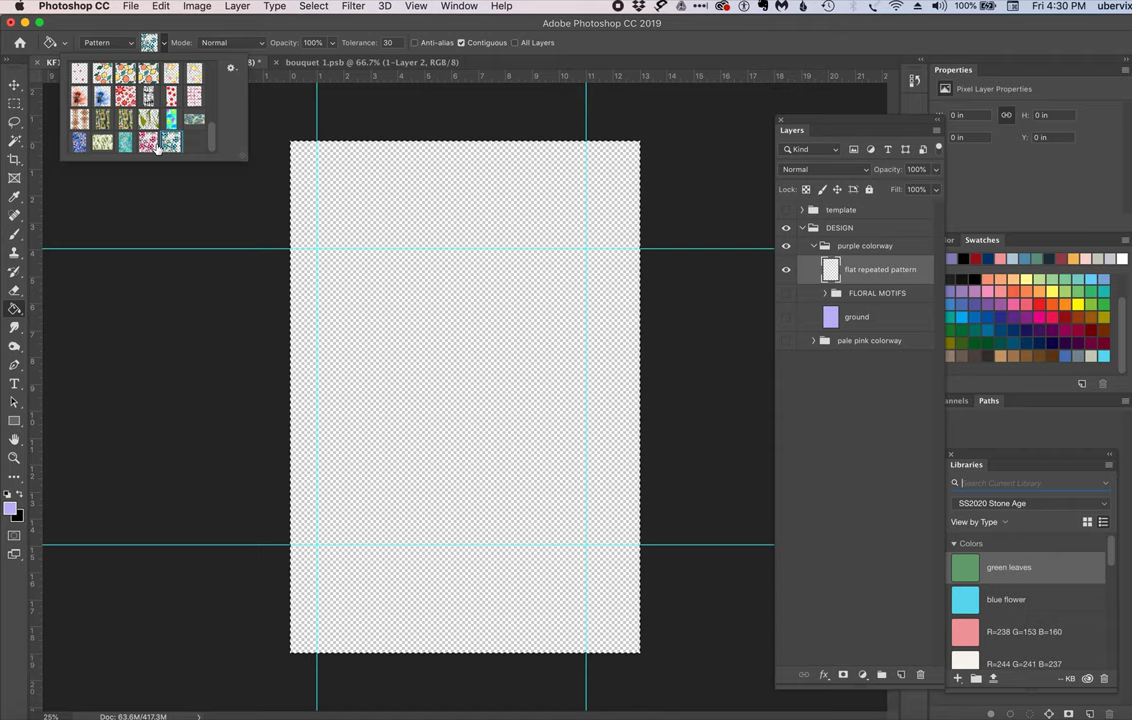 Photoshop CC File Edit Image Layer Type Select Filter 3D View Window Help 100% Fri 4:30 PM ubervix
Adobe Photoshop CC 2019
Pattern Mode: Normal Opacity: 100% Tolerance: 30 Anti-alias Contiguous All Layers
8) * × bouquet 1.psb @ 66.7% (1-Layer 2, RGB/8)
Properties
Pixel Layer Properties
W: 0 in H: 0 in
0 in Y: 0 in
Layers
Kind
Normal Opacity: 100%
Lock: Fill: 100%
template
DESIGN
purple colorway
flat repeated pattern
FLORAL MOTIFS
ground
pale pink colorway
Swatches
Paths
Libraries
Search Current Library
SS2020 Stone Age
View by Type
Colors
green leaves
blue flower
R=238 G=153 B=160
R=244 G=241 B=237
-- KB
25% Doc: 63.6M/417.3M